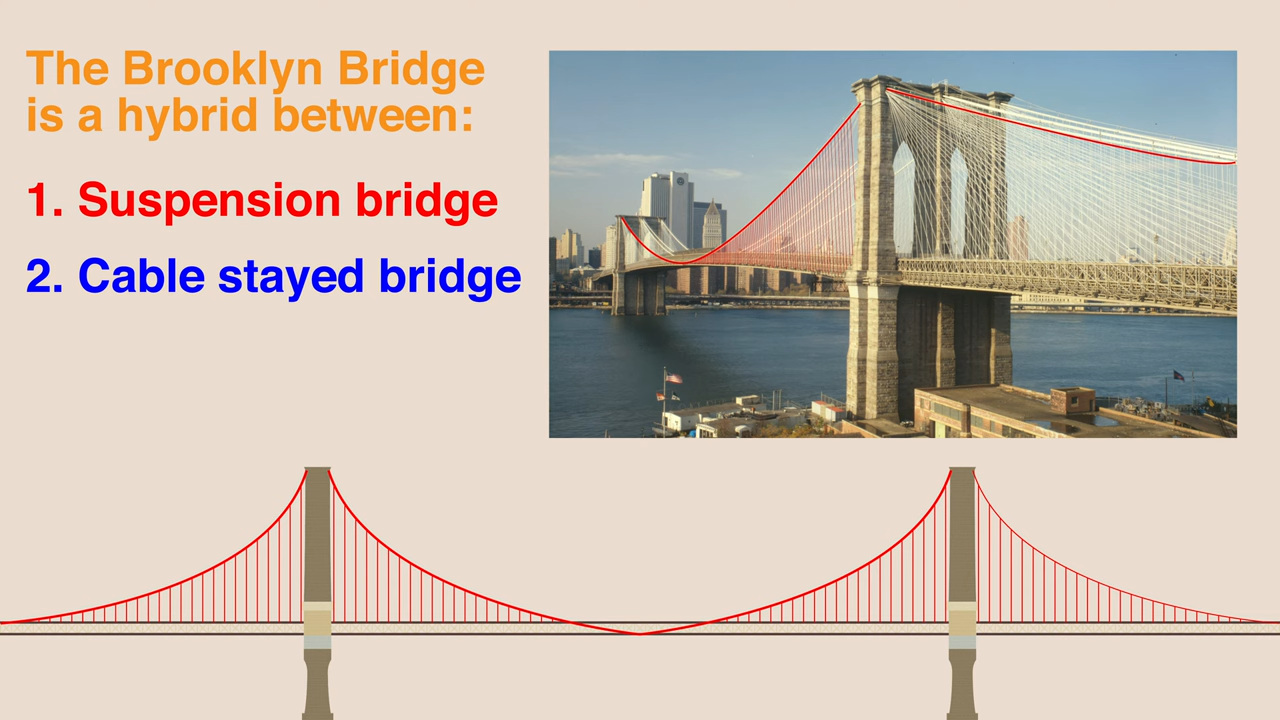 The Brooklyn Bridge
is a hybrid between:
1. Suspension bridge
2. Cable stayed bridge